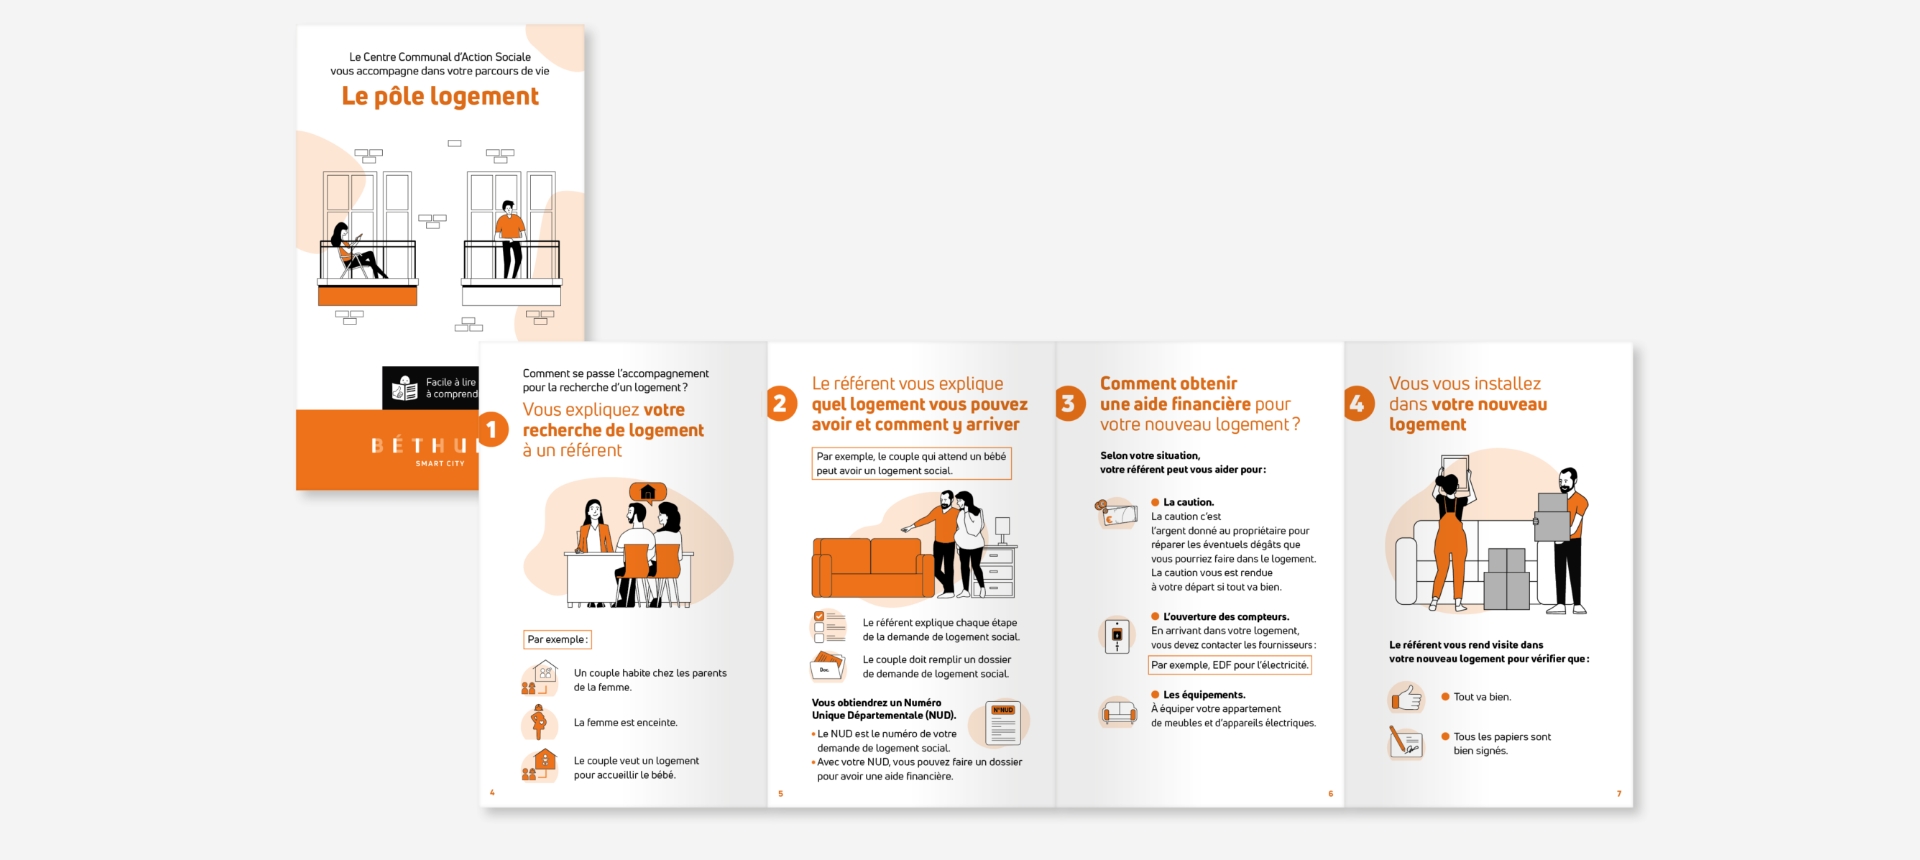 Le Centre Communal d'Action Sociale
vous accompagne dans votre parcours de vie
Le pôle logement
Facile à lire
à comprend
BÉTHU
SMART CITY
Comment se passe l'accompagnement
pour la recherche d'un logement ?
1
Vous expliquez votre
recherche de logement
à un référent
Par exemple :
Un couple habite chez les parents
de la femme.
La femme est enceinte.
Le couple veut un logement
pour accueillir le bébé.
4
2
Le référent vous explique
quel logement vous pouvez
avoir et comment y arriver
Par exemple, le couple qui attend un bébé
peut avoir un logement social.
Le référent explique chaque étape
de la demande de logement social.
Doc.
Le couple doit remplir un dossier
de demande de logement social.
Vous obtiendrez un Numéro
Unique Départementale (NUD).
N°NUD
• Le NUD est le numéro de votre
demande de logement social.
• Avec votre NUD, vous pouvez faire un dossier
pour avoir une aide financière.
5
3
Comment obtenir
une aide financière pour
votre nouveau logement ?
Selon votre situation,
votre référent peut vous aider pour :
€
● La caution.
La caution c'est
l'argent donné au propriétaire pour
réparer les éventuels dégâts que
vous pourriez faire dans le logement.
La caution vous est rendue
à votre départ si tout va bien.
● L'ouverture des compteurs.
En arrivant dans votre logement,
vous devez contacter les fournisseurs :
Par exemple, EDF pour l'électricité.
● Les équipements.
À équiper votre appartement
de meubles et d'appareils électriques.
6
4
Vous vous installez
dans votre nouveau
logement
Le référent vous rend visite dans
votre nouveau logement pour vérifier que :
● Tout va bien.
● Tous les papiers sont
bien signés.
7